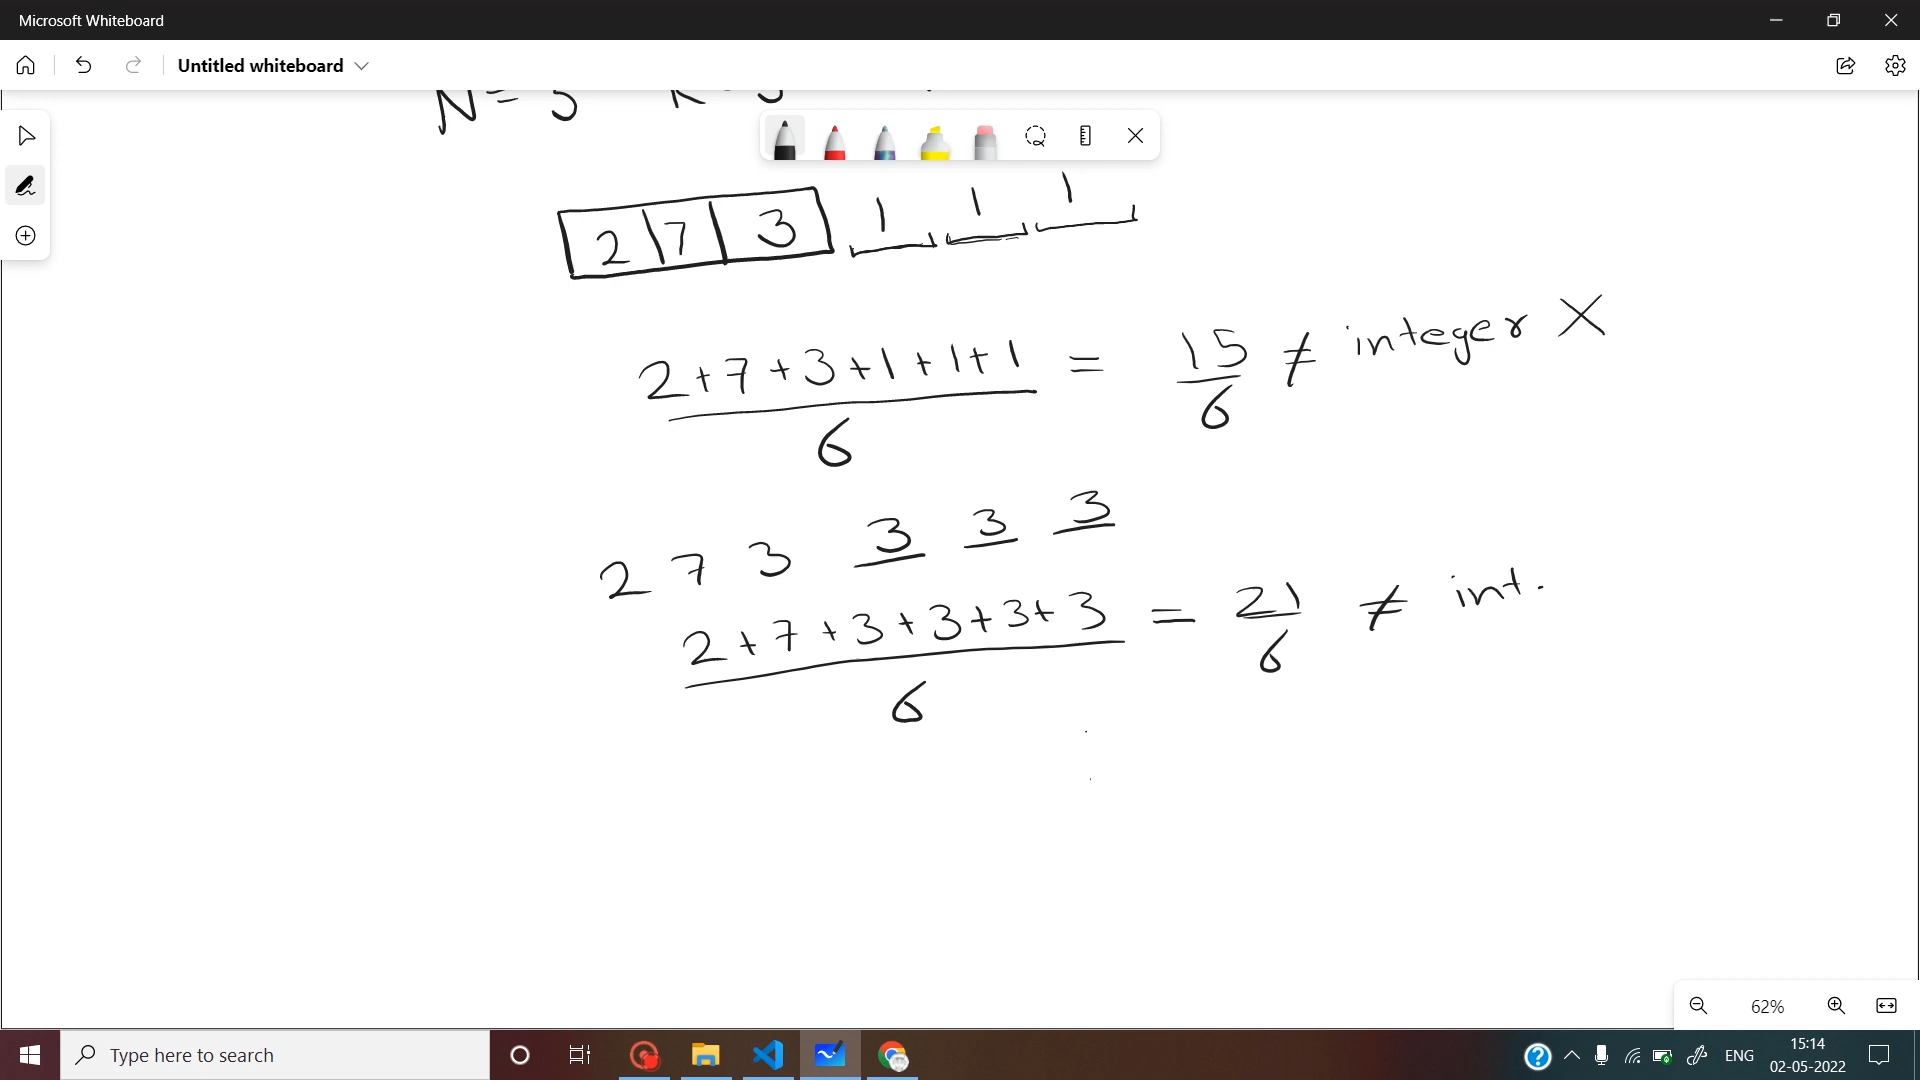 Microsoft Whiteboard
Untitled whiteboard
2 7 3 1 1 1
2+7+3+1+1+1 = 15 ≠ integer X
6 6
2 7 3 3 3 3
2+7+3+3+3+3 = 21 ≠ int.
6 6
62%
Type here to search
ENG
15:14
02-05-2022